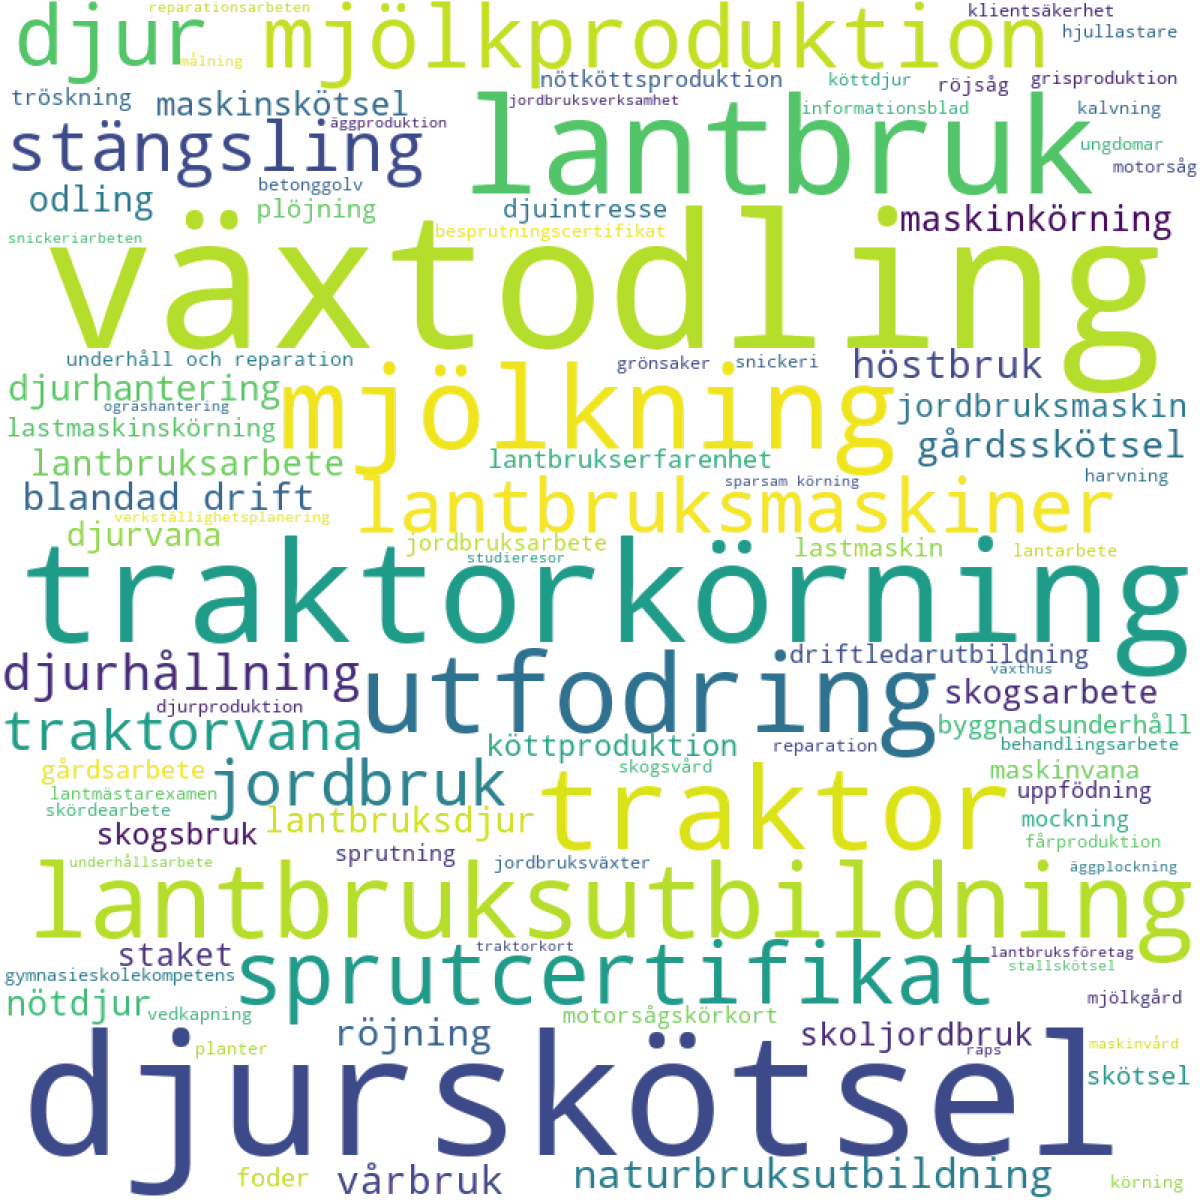 reparationsarbeten
djur
mjölkproduktion
klientsäkerhet
hjullastare
målning
nötköttsproduktion
köttdjur
röjsåg
grisproduktion
tröskning
maskinskötsel
jordbruksverksamhet
informationsblad
kalvning
stängsling
äggproduktion
lantbruk
ungdomar
motorsåg
betonggolv
odling
plöjning
djuintresse
maskinkörning
snickeriarbeten
besprutningscertifikat
växtodling
underhåll och reparation
grönsaker
snickeri
höstbruk
djurhantering
mjölkning
ogräshantering
jordbruksmaskin
lastmaskinskörning
gårdsskötsel
lantbruksarbete
lantbrukserfarenhet
harvning
blandad drift
lantbruksmaskiner
sparsam körning
verkställighetsplanering
djurvana
jordbruksarbete
lastmaskin
lantarbete
studieresor
traktorkörning
djurhållning
utfodring
driftledarutbildning
växthus
skogsarbete
djurproduktion
traktorvana
byggnadsunderhåll
köttproduktion
reparation
behandlingsarbete
gårdsarbete
jordbruk
skogsvård
traktor
maskinvana
lantmästarexamen
uppfödning
skördearbete
lantbruksdjur
mockning
skogsbruk
fårproduktion
sprutning
underhållsarbete
jordbruksväxter
äggplockning
lantbruksutbildning
staket
traktorkort
lantbruksföretag
gymnasieskolekompetens
sprutcertifikat
stallskötsel
nötdjur
mjölkgård
vedkapning
motorsågskörkort
röjning
skoljordbruk
planter
raps
maskinvård
djurskötsel
skötsel
foder
vårbruk
naturbruksutbildning
körning